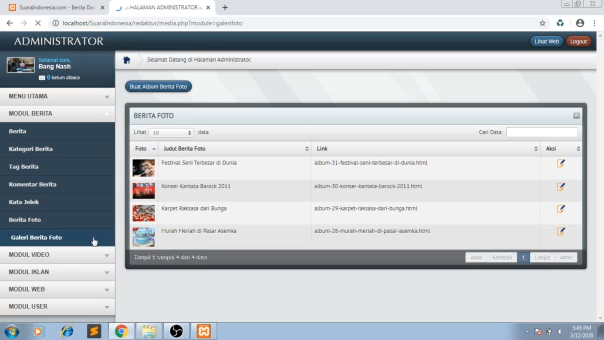 SuaraIndonesia.com - Berita Dan
HALAMAN ADMINISTRATOR
localhost/SuaraIndonesia/redaktur/media.php?module=galerifoto
ADMINISTRATOR
Lihat Web
Logout
Selamat Datang di Halaman Administrator.
Selamat sore,
Bang Nash
0 belum dibaca
MENU UTAMA
MODUL BERITA
Berita
Kategori Berita
Tag Berita
Komentar Berita
Kata Jelek
Berita Foto
Galeri Berita Foto
MODUL VIDEO
MODUL IKLAN
MODUL WEB
MODUL USER
Buat Album Berita Foto
BERITA FOTO
Lihat 10 data
Cari Data:
Foto Judul Berita Foto Link Aksi
Festival Seni Terbesar di Dunia album-31-festival-seni-terbesar-di-dunia.html
Konser Kantata Barock 2011 album-30-konser-kantata-barock-2011.html
Karpet Raksasa dari Bunga album-29-karpet-raksasa-dari-bunga.html
Murah Meriah di Pasar Asemka album-28-murah-meriah-di-pasar-asemka.html
Tampil 1 sampai 4 dari 4 data
Awal Kembali 1 Lanjut Akhir
5:45 PM
3/12/2020